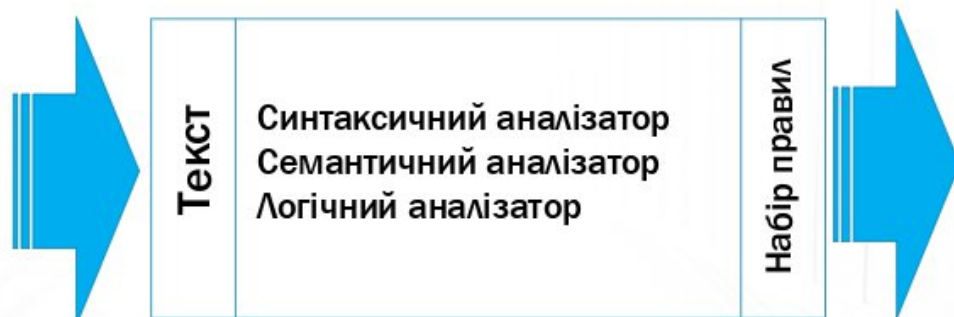 Текст
Синтаксичний аналізатор
Семантичний аналізатор
Логічний аналізатор
Набір правил